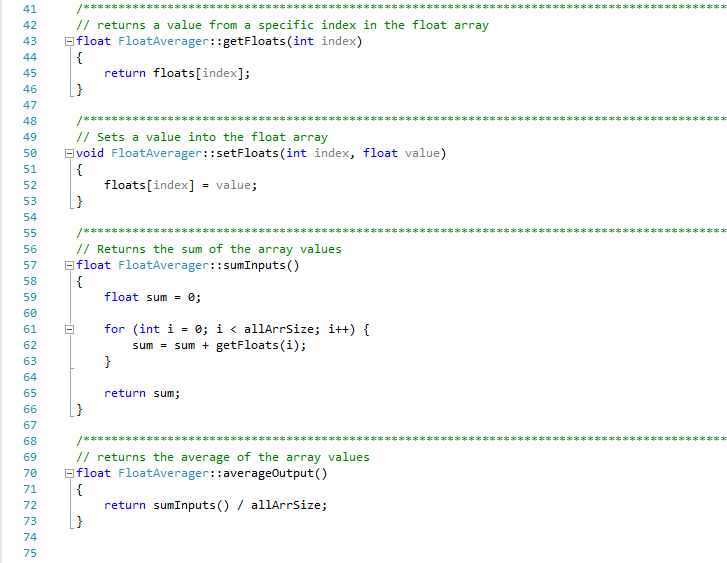 41 /*********************************************************************************************
42 // returns a value from a specific index in the float array
43 float FloatAverager::getFloats(int index)
44 {
45 return floats[index];
46 }
47
48 /*********************************************************************************************
49 // Sets a value into the float array
50 void FloatAverager::setFloats(int index, float value)
51 {
52 floats[index] = value;
53 }
54
55 /*********************************************************************************************
56 // Returns the sum of the array values
57 float FloatAverager::sumInputs()
58 {
59 float sum = 0;
60
61 for (int i = 0; i < allArrSize; i++) {
62 sum = sum + getFloats(i);
63 }
64
65 return sum;
66 }
67
68 /*********************************************************************************************
69 // returns the average of the array values
70 float FloatAverager::averageOutput()
71 {
72 return sumInputs() / allArrSize;
73 }
74
75